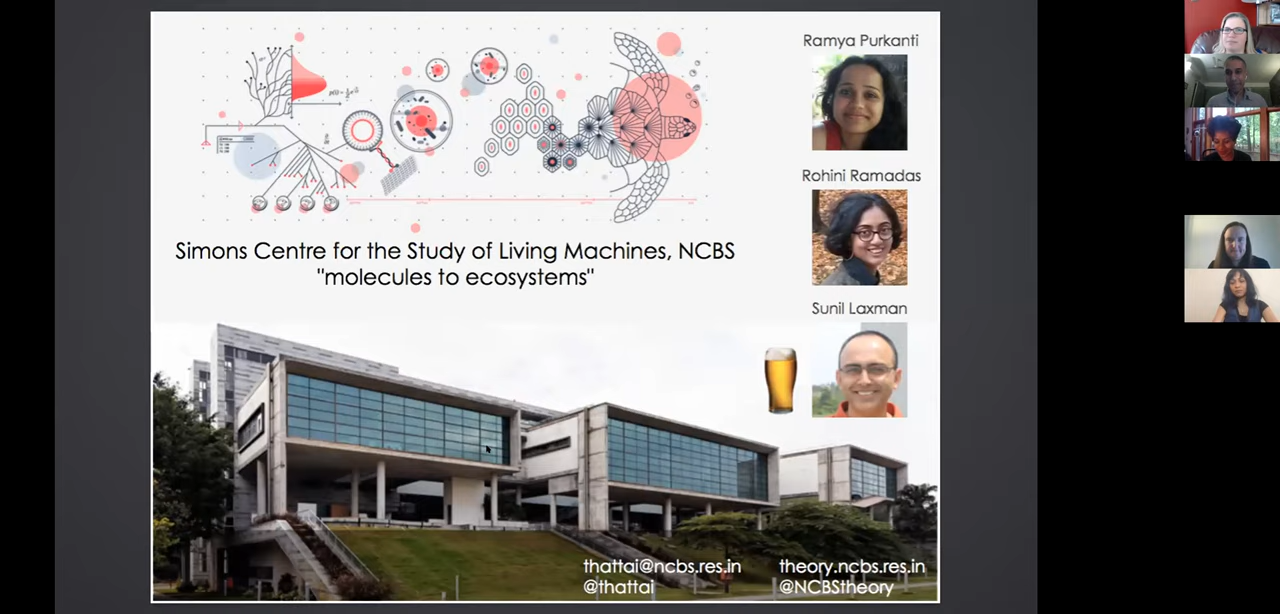 Ramya Purkanti
Rohini Ramadas
Simons Centre for the Study of Living Machines, NCBS
"molecules to ecosystems"
Sunil Laxman
thattai@ncbs.res.in
@thattai
theory.ncbs.res.in
@NCBStheory